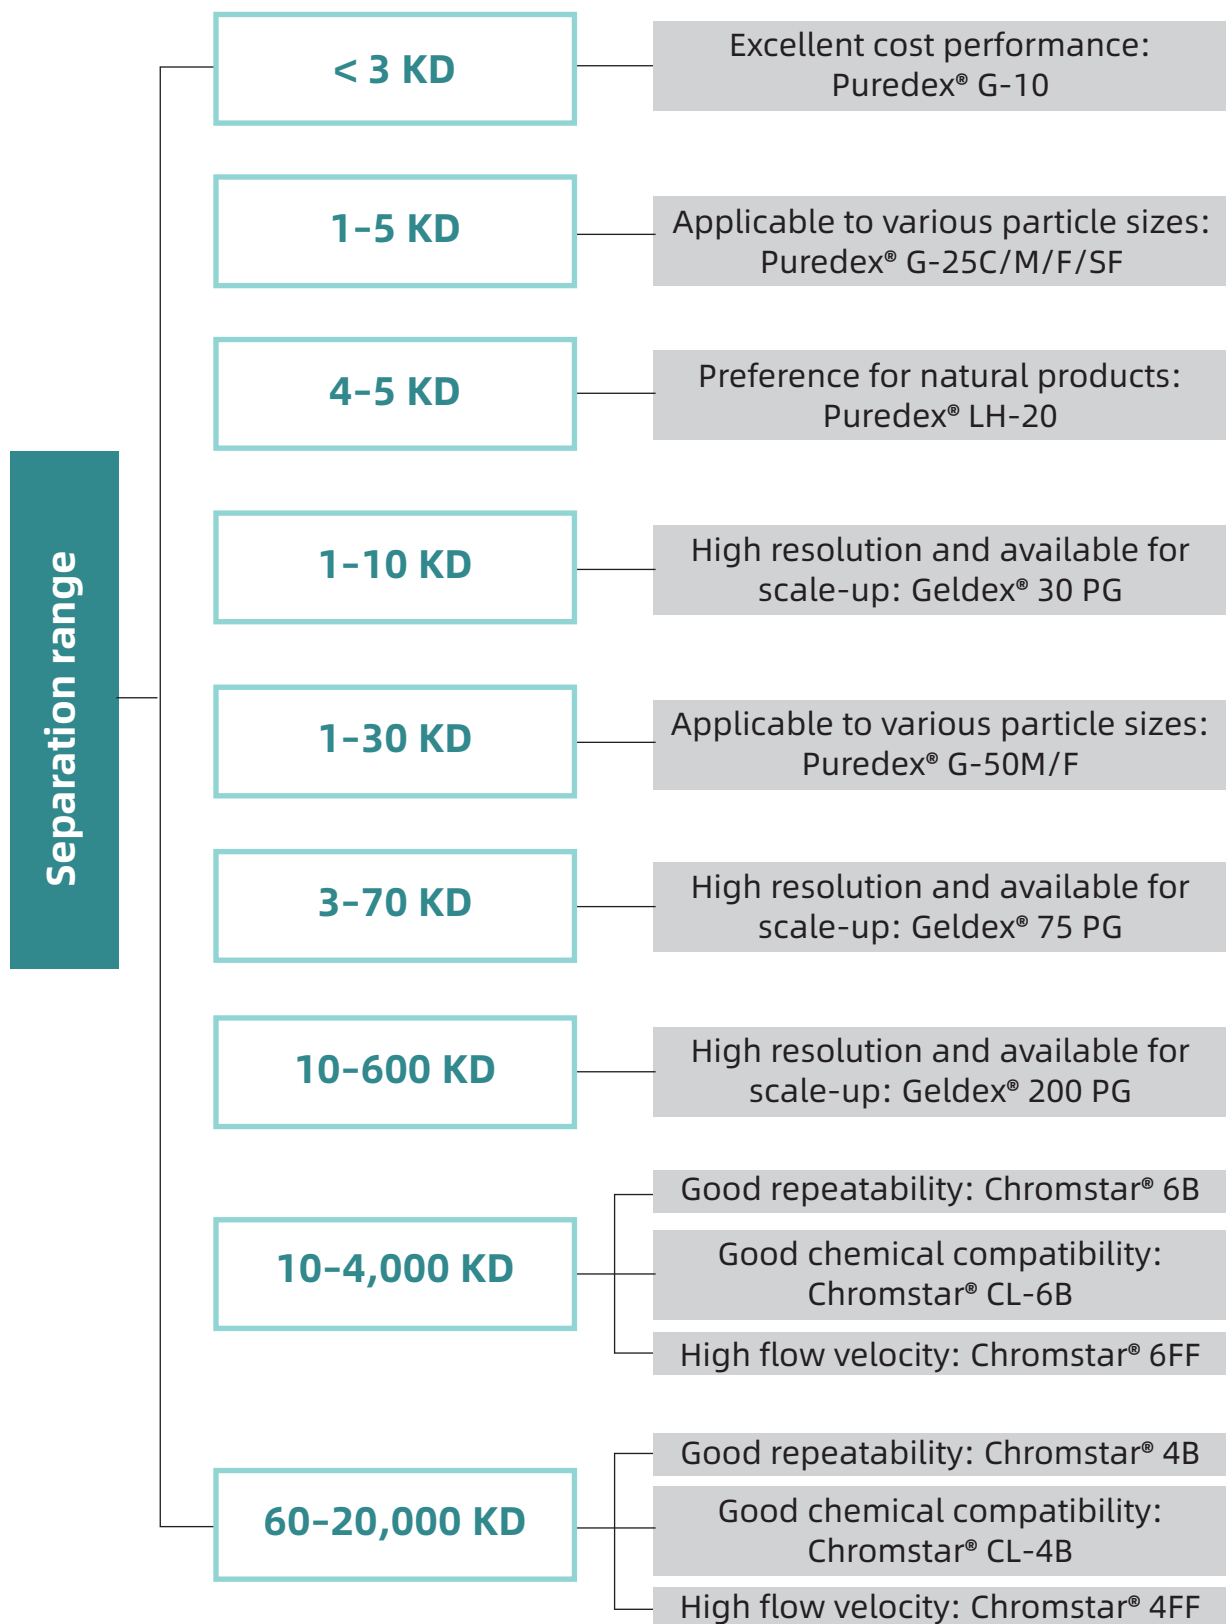 Separation range
< 3 KD
Excellent cost performance:
Puredex® G-10
1–5 KD
Applicable to various particle sizes:
Puredex® G-25C/M/F/SF
4–5 KD
Preference for natural products:
Puredex® LH-20
1–10 KD
High resolution and available for
scale-up: Geldex® 30 PG
1–30 KD
Applicable to various particle sizes:
Puredex® G-50M/F
3–70 KD
High resolution and available for
scale-up: Geldex® 75 PG
10–600 KD
High resolution and available for
scale-up: Geldex® 200 PG
10–4,000 KD
Good repeatability: Chromstar® 6B
Good chemical compatibility:
Chromstar® CL-6B
High flow velocity: Chromstar® 6FF
60–20,000 KD
Good repeatability: Chromstar® 4B
Good chemical compatibility:
Chromstar® CL-4B
High flow velocity: Chromstar® 4FF